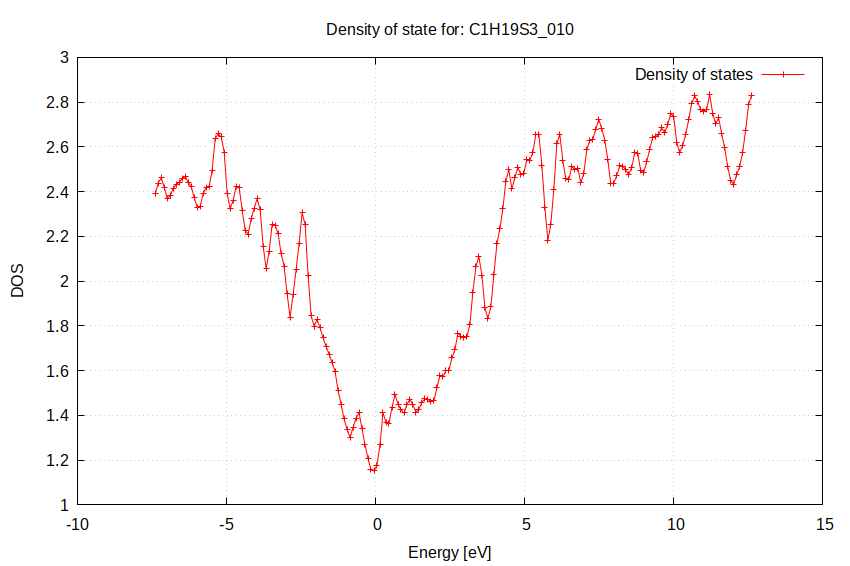 Density of state for: C1H19S3_010
Density of states
3
2.8
2.6
2.4
2.2
2
1.8
1.6
1.4
1.2
1
DOS
-10 -5 0 5 10 15
Energy [eV]